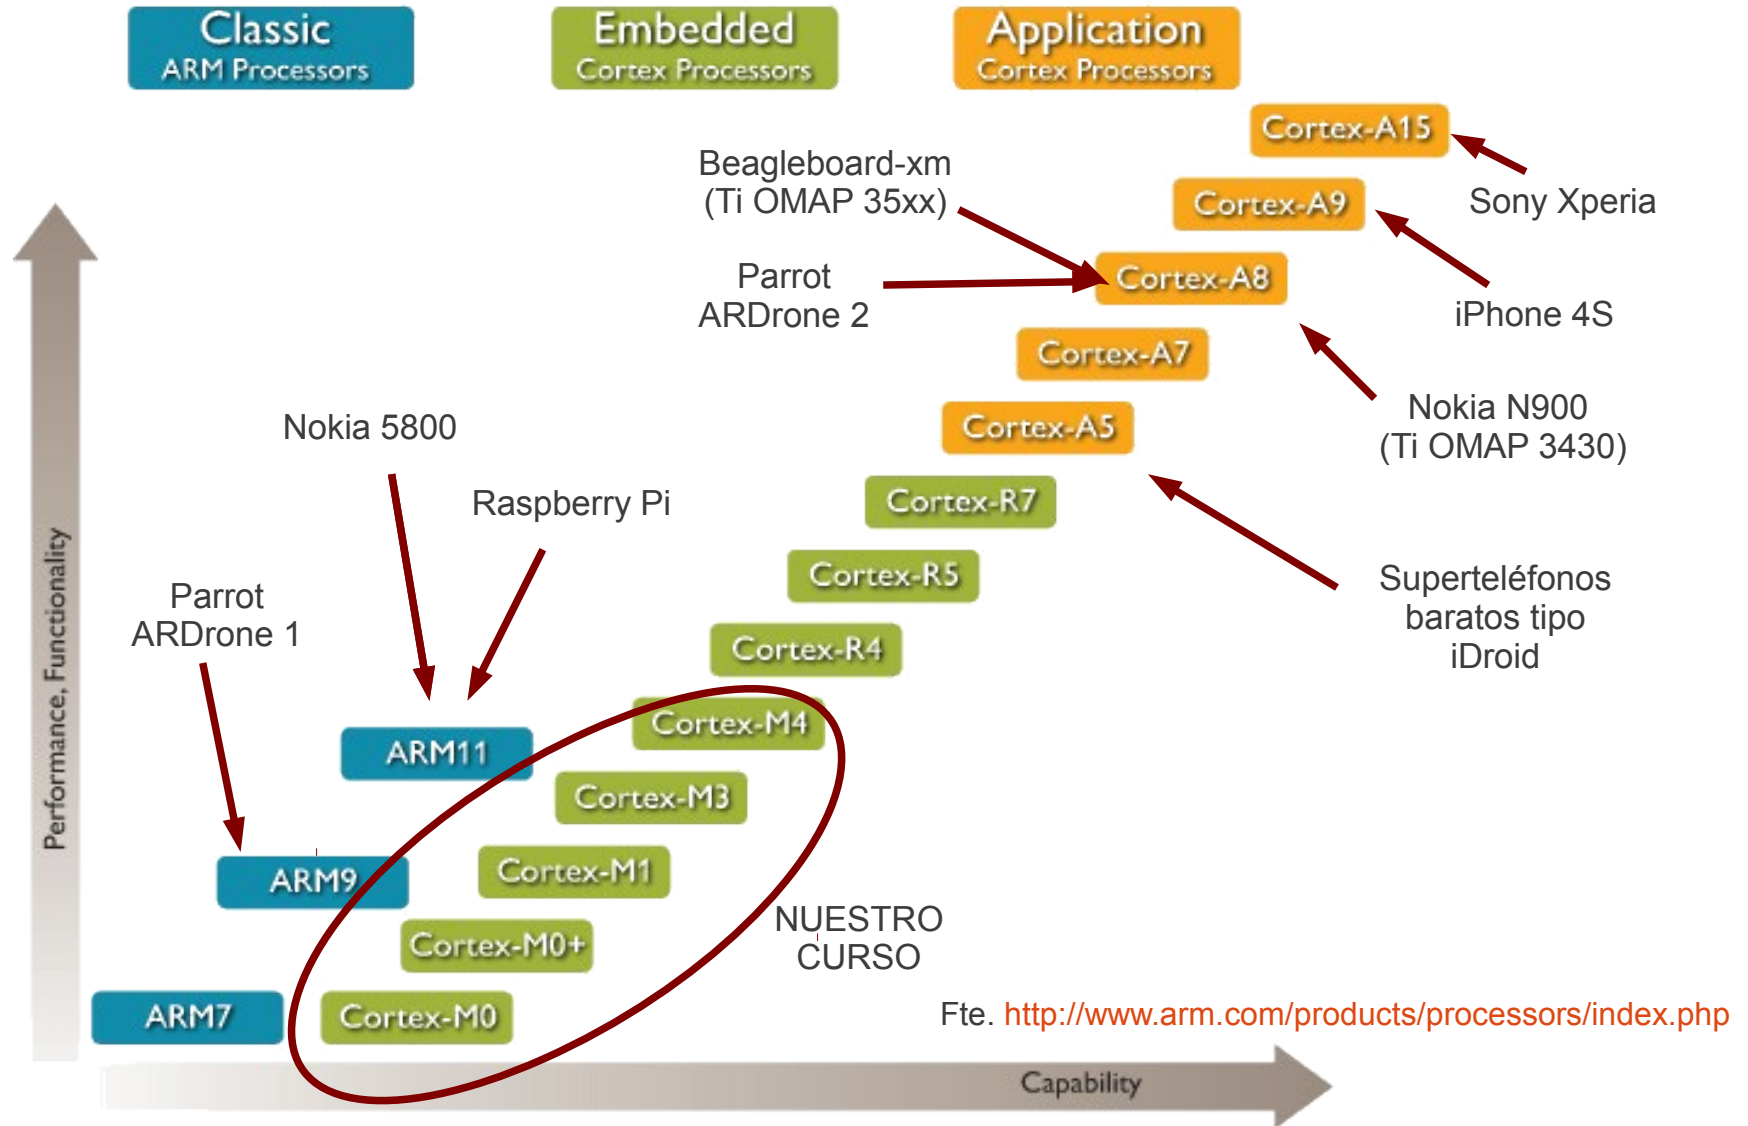 Classic
ARM Processors
Embedded
Cortex Processors
Application
Cortex Processors
Cortex-A15
Beagleboard-xm
(Ti OMAP 35xx)
Cortex-A9
Sony Xperia
Parrot
ARDrone 2
Cortex-A8
iPhone 4S
Cortex-A7
Nokia N900
(Ti OMAP 3430)
Nokia 5800
Cortex-A5
Raspberry Pi
Cortex-R7
Parrot
ARDrone 1
Cortex-R5
Superteléfonos
baratos tipo
iDroid
Cortex-R4
Performance, Functionality
ARM11
Cortex-M4
Cortex-M3
ARM9
Cortex-M1
NUESTRO
CURSO
Cortex-M0+
ARM7
Cortex-M0
Fte. http://www.arm.com/products/processors/index.php
Capability